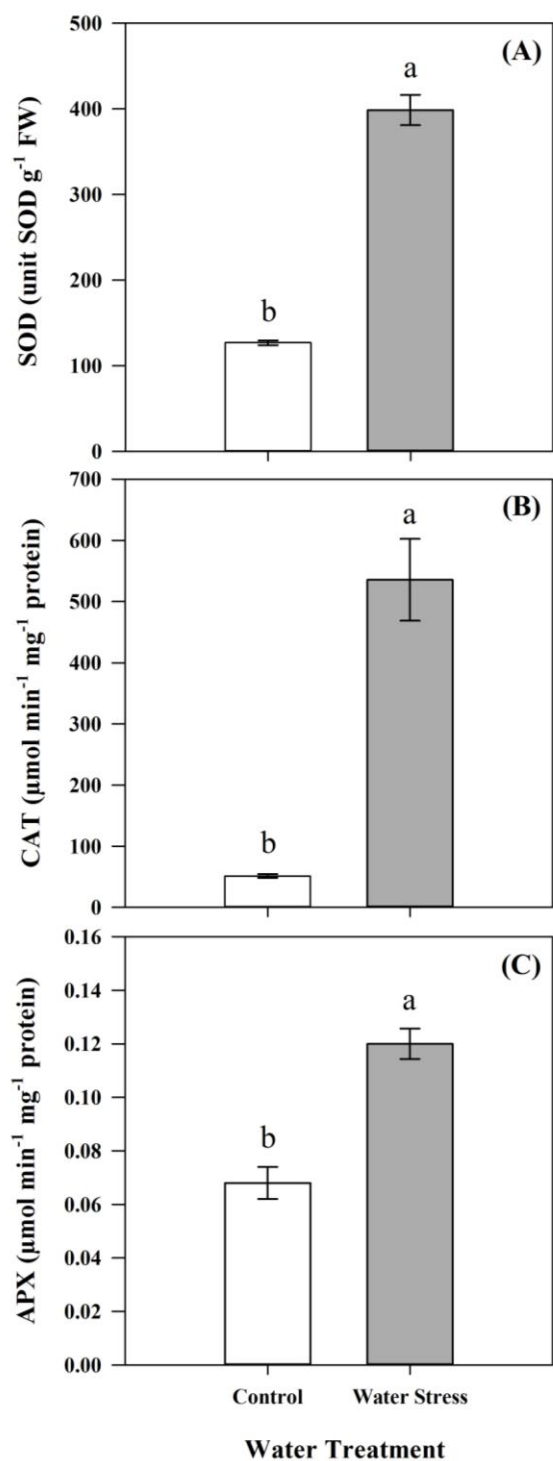 500
(A)
a
400
300
200
b
100
0
SOD (unit SOD g⁻¹ FW)
700
(B)
a
600
500
400
300
200
b
100
0
CAT (µmol min⁻¹ mg⁻¹ protein)
0.16
(C)
a
0.14
0.12
0.10
b
0.08
0.06
0.04
0.02
0.00
APX (µmol min⁻¹ mg⁻¹ protein)
Control Water Stress
Water Treatment